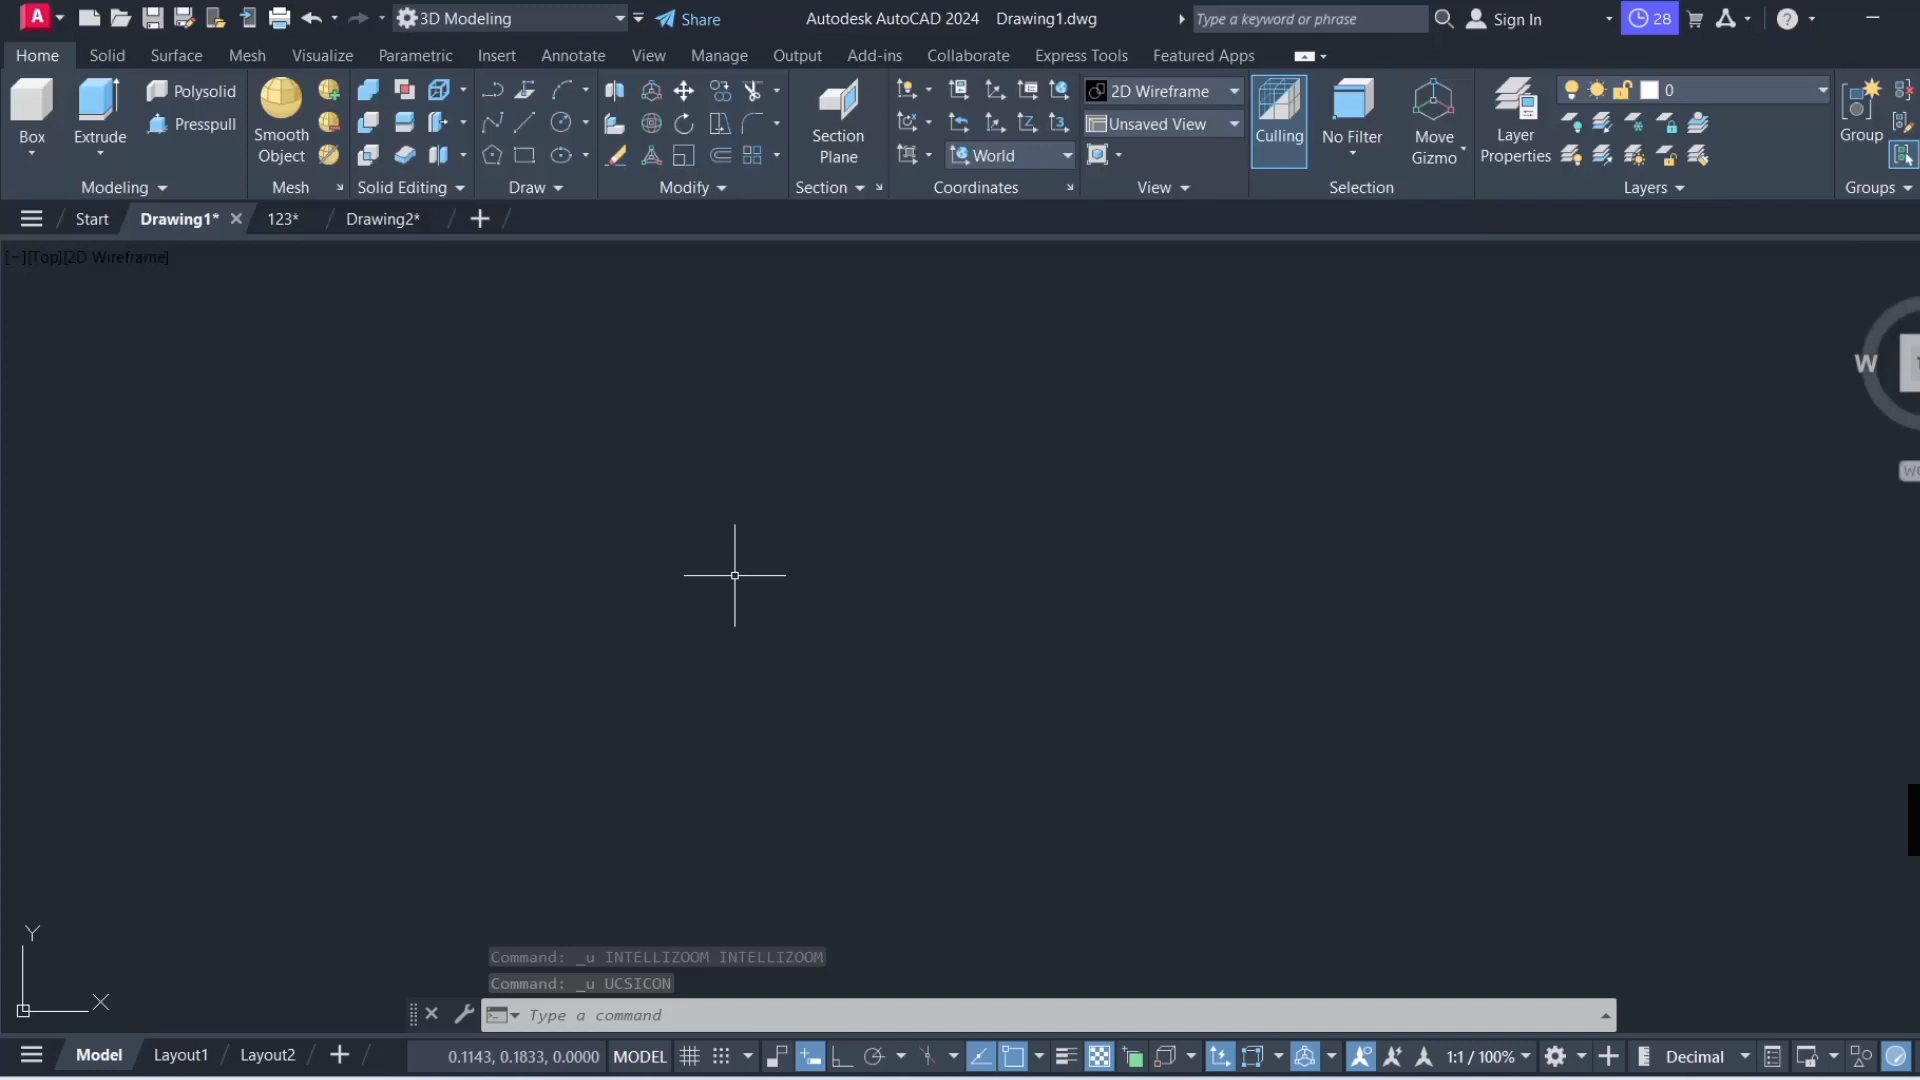 A 3D Modeling Share Autodesk AutoCAD 2024 Drawing1.dwg Type a keyword or phrase Sign In 28
Home Solid Surface Mesh Visualize Parametric Insert Annotate View Manage Output Add-ins Collaborate Express Tools Featured Apps
Box
Extrude
Polysolid
Presspull
Modeling
Smooth
Object
Mesh
Solid Editing
Draw
Modify
Section
Plane
Section
World
Coordinates
2D Wireframe
Unsaved View
View
Culling
No Filter
Move
Gizmo
Selection
Layer
Properties
0
Layers
Group
Groups
Start Drawing1* 123* Drawing2*
[−][Top][2D Wireframe]
W
Y
X
Command: _u INTELLIZOOM INTELLIZOOM
Command: _u UCSICON
Type a command
Model Layout1 Layout2 0.1143, 0.1833, 0.0000 MODEL 1:1 / 100% Decimal